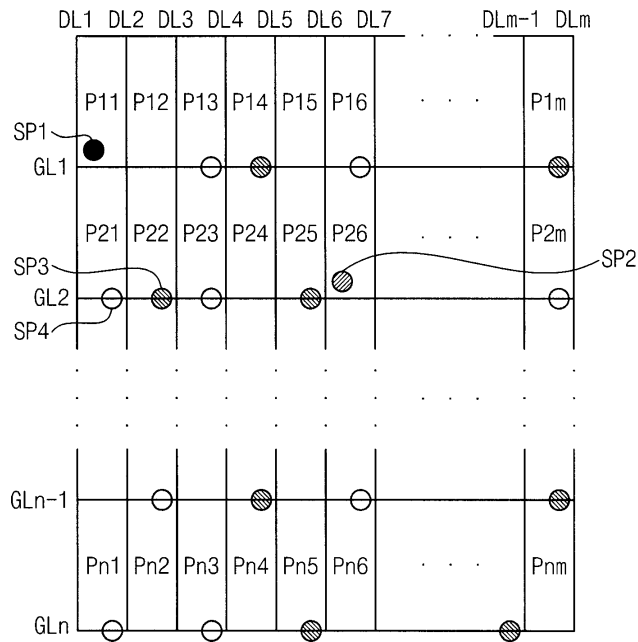 DL1 DL2 DL3 DL4 DL5 DL6 DL7 · · · DLm-1 DLm
P11 P12 P13 P14 P15 P16 · · · P1m
SP1
GL1
P21 P22 P23 P24 P25 P26 · · · P2m
SP3
SP2
GL2
SP4
GLn-1
Pn1 Pn2 Pn3 Pn4 Pn5 Pn6 · · · Pnm
GLn